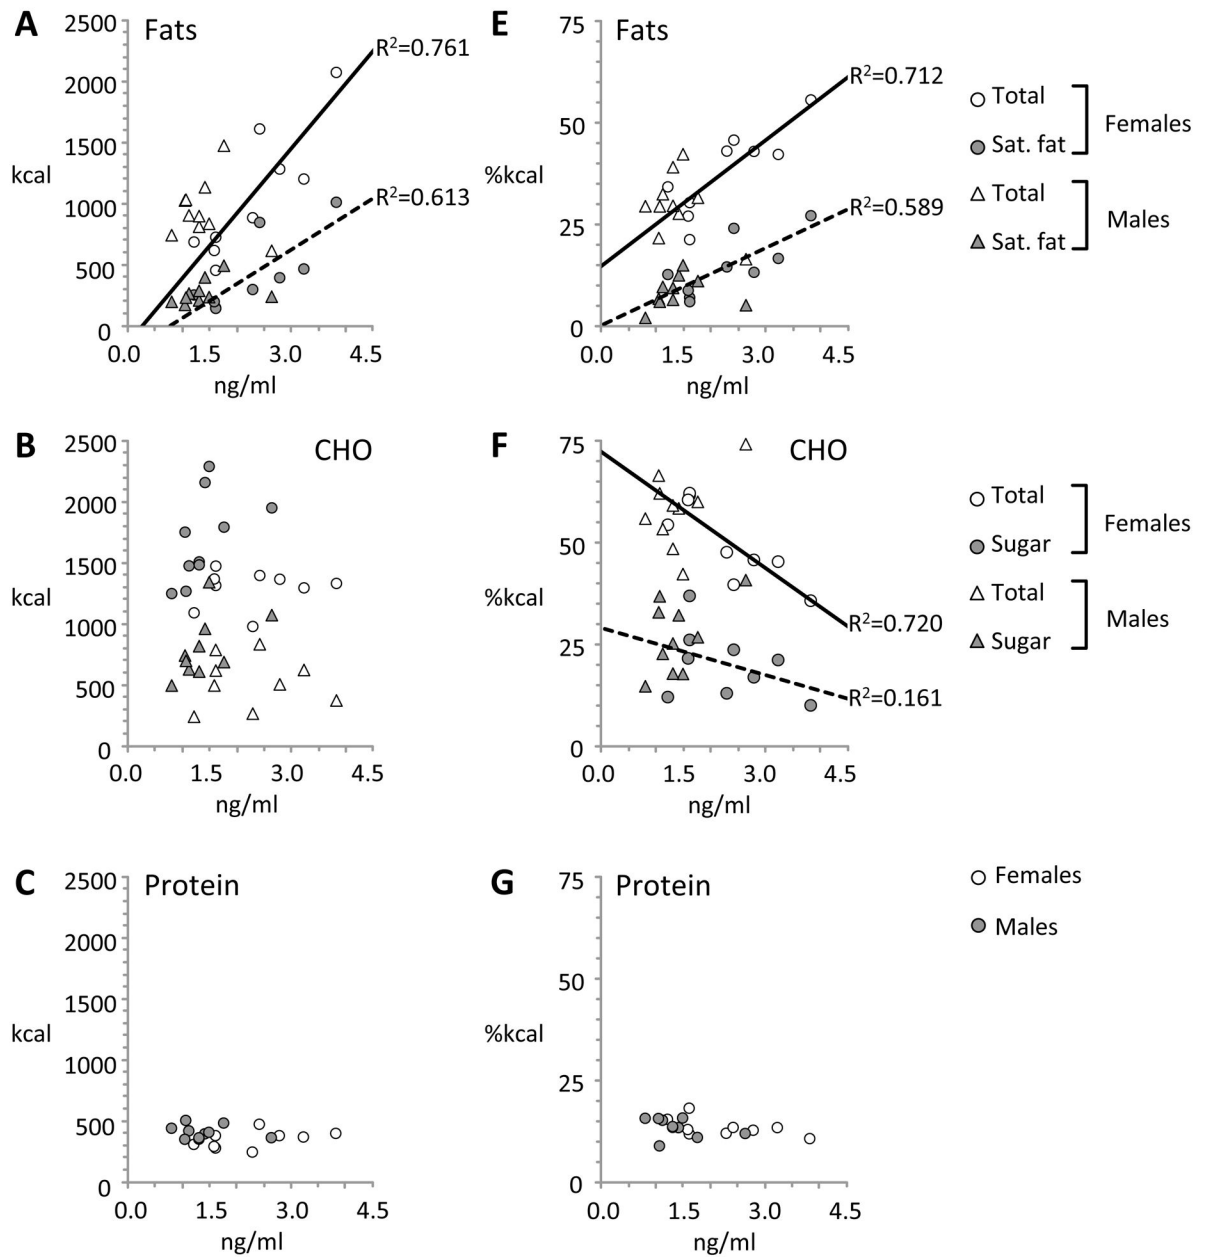 A
Fats
2500
2000
1500
1000
500
0
kcal
R²=0.761
R²=0.613
0.0 1.5 3.0 4.5
ng/ml
E
Fats
75
50
25
0
%kcal
R²=0.712
R²=0.589
0.0 1.5 3.0 4.5
ng/ml
Total
Sat. fat
Females
Total
Sat. fat
Males
B
CHO
2500
2000
1500
1000
500
0
kcal
0.0 1.5 3.0 4.5
ng/ml
F
CHO
75
50
25
0
%kcal
R²=0.720
R²=0.161
0.0 1.5 3.0 4.5
ng/ml
Total
Sugar
Females
Total
Sugar
Males
C
Protein
2500
2000
1500
1000
500
0
kcal
0.0 1.5 3.0 4.5
ng/ml
G
Protein
75
50
25
0
%kcal
0.0 1.5 3.0 4.5
ng/ml
Females
Males